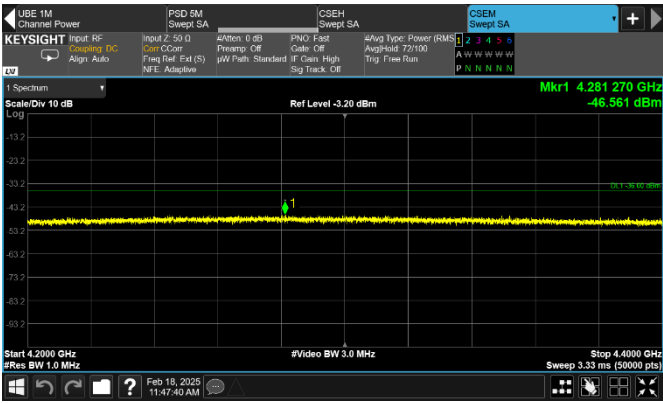 UBE 1M
Channel Power
PSD 5M
Swept SA
CSEH
Swept SA
CSEM
Swept SA
KEYSIGHT
Input: RF
Coupling: DC
Align: Auto
Input Z: 50 Ω
Corr CCorr
Freq Ref: Ext (S)
NFE: Adaptive
#Atten: 0 dB
Preamp: Off
µW Path: Standard
PNO: Fast
Gate: Off
IF Gain: High
Sig Track: Off
#Avg Type: Power (RMS)
Avg|Hold: 72/100
Trig: Free Run
1 2 3 4 5 6
A W W W W W
P N N N N N
LXI
1 Spectrum
Mkr1 4.281 270 GHz
Scale/Div 10 dB
Ref Level -3.20 dBm
-46.561 dBm
Log
-13.2
-23.2
-33.2
DL1 -36.00 dBm
-43.2
1
-53.2
-63.2
-73.2
-83.2
-93.2
Start 4.2000 GHz
#Video BW 3.0 MHz
Stop 4.4000 GHz
#Res BW 1.0 MHz
Sweep 3.33 ms (50000 pts)
?
Feb 18, 2025
11:47:40 AM